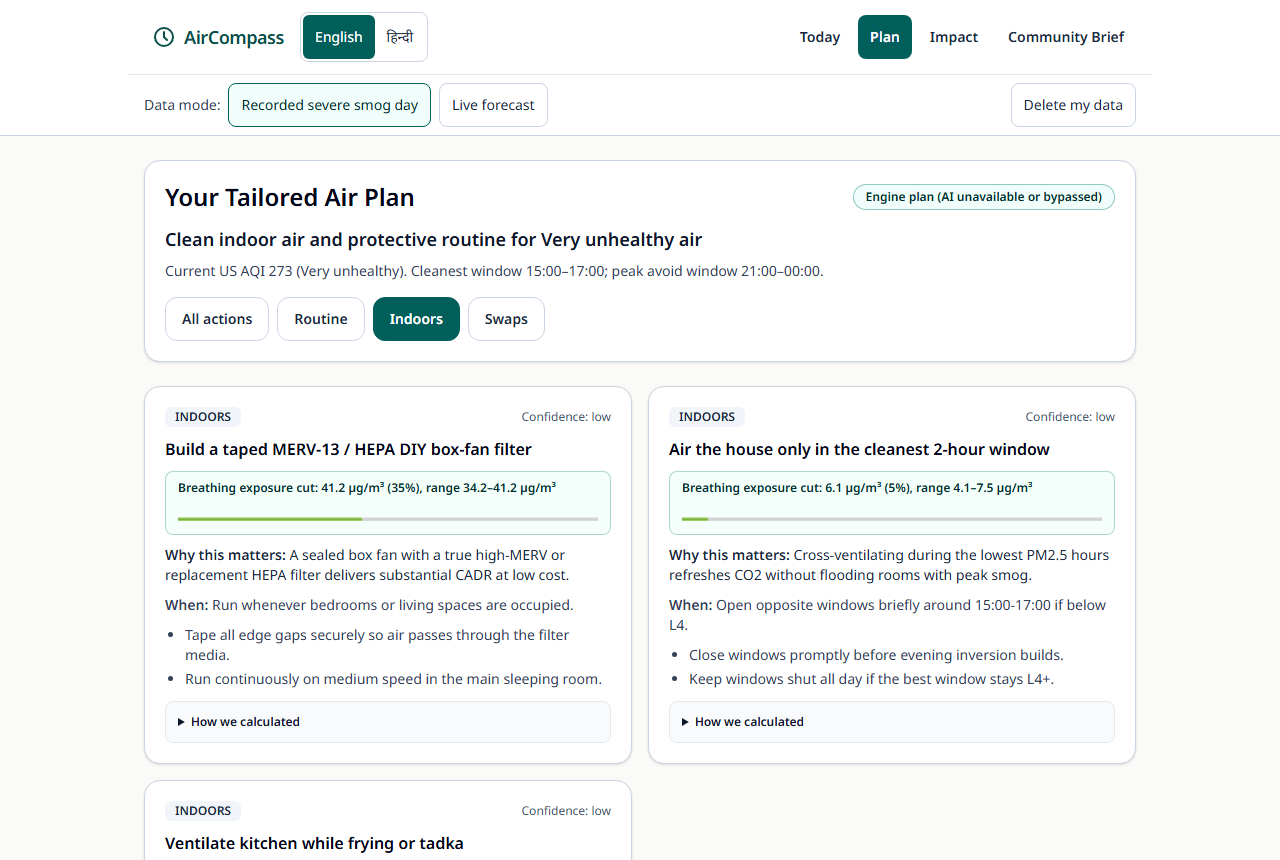 AirCompass
English
हिन्दी
Today
Plan
Impact
Community Brief
Data mode:
Recorded severe smog day
Live forecast
Delete my data
Your Tailored Air Plan
Engine plan (AI unavailable or bypassed)
Clean indoor air and protective routine for Very unhealthy air
Current US AQI 273 (Very unhealthy). Cleanest window 15:00–17:00; peak avoid window 21:00–00:00.
All actions
Routine
Indoors
Swaps
INDOORS
Confidence: low
Build a taped MERV-13 / HEPA DIY box-fan filter
Breathing exposure cut: 41.2 µg/m³ (35%), range 34.2–41.2 µg/m³
Why this matters: A sealed box fan with a true high-MERV or
replacement HEPA filter delivers substantial CADR at low cost.
When: Run whenever bedrooms or living spaces are occupied.
• Tape all edge gaps securely so air passes through the filter
media.
• Run continuously on medium speed in the main sleeping room.
How we calculated
INDOORS
Confidence: low
Air the house only in the cleanest 2-hour window
Breathing exposure cut: 6.1 µg/m³ (5%), range 4.1–7.5 µg/m³
Why this matters: Cross-ventilating during the lowest PM2.5 hours
refreshes CO2 without flooding rooms with peak smog.
When: Open opposite windows briefly around 15:00-17:00 if below
L4.
• Close windows promptly before evening inversion builds.
• Keep windows shut all day if the best window stays L4+.
How we calculated
INDOORS
Confidence: low
Ventilate kitchen while frying or tadka